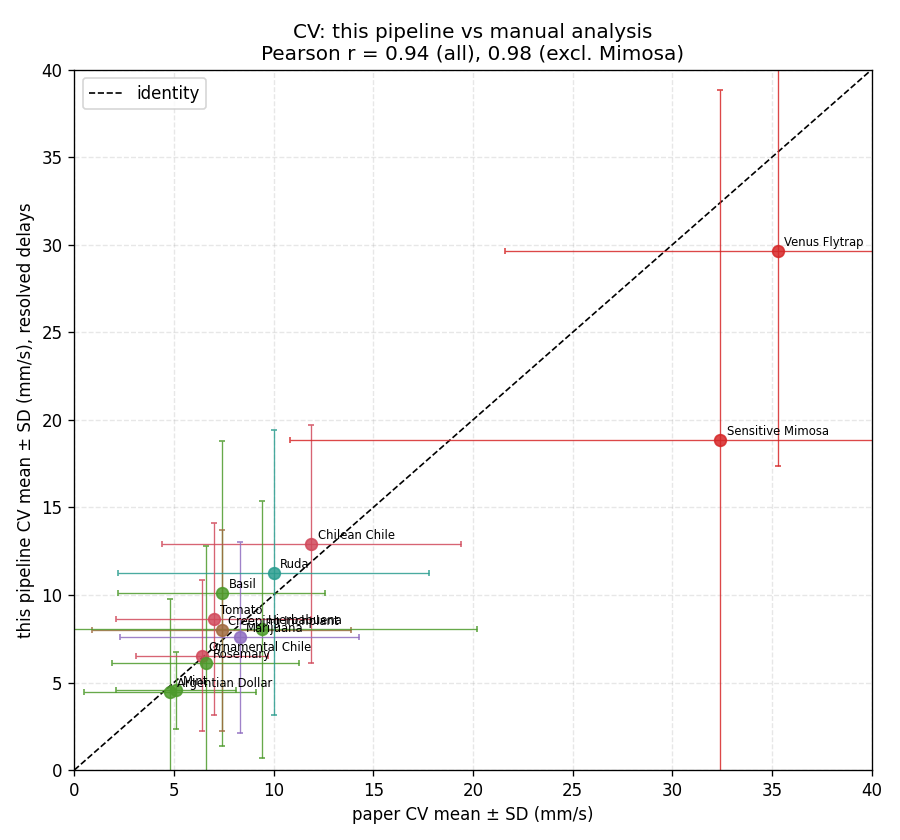 CV: this pipeline vs manual analysis
Pearson r = 0.94 (all), 0.98 (excl. Mimosa)
identity
this pipeline CV mean ± SD (mm/s), resolved delays
40
35
30
25
20
15
10
5
0
Venus Flytrap
Sensitive Mimosa
Chilean Chile
Ruda
Basil
Tomato
Creeping Inchplant
Marijuana
Ornamental Chile
Rosemary
Mint
Argentian Dollar
0 5 10 15 20 25 30 35 40
paper CV mean ± SD (mm/s)